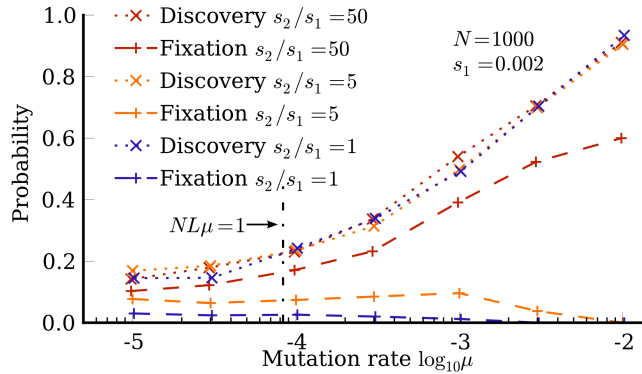 Discovery s₂/s₁=50
Fixation s₂/s₁=50
Discovery s₂/s₁=5
Fixation s₂/s₁=5
Discovery s₂/s₁=1
Fixation s₂/s₁=1
N=1000
s₁=0.002
NLμ=1
Probability
1.0
0.8
0.6
0.4
0.2
0.0
-5 -4 -3 -2
Mutation rate log₁₀μ